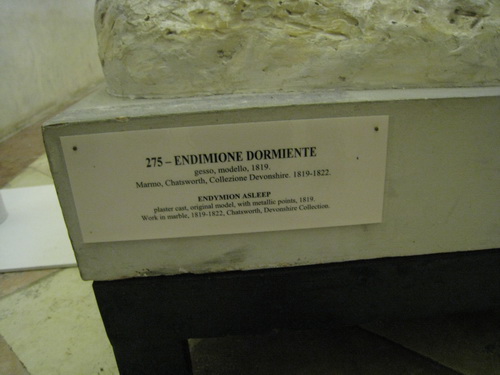 275 – ENDIMIONE DORMIENTE
gesso, modello, 1819.
Marmo, Chatsworth, Collezione Devonshire. 1819-1822.
ENDYMION ASLEEP
plaster cast, original model, with metallic points, 1819.
Work in marble, 1819-1822, Chatsworth, Devonshire Collection.